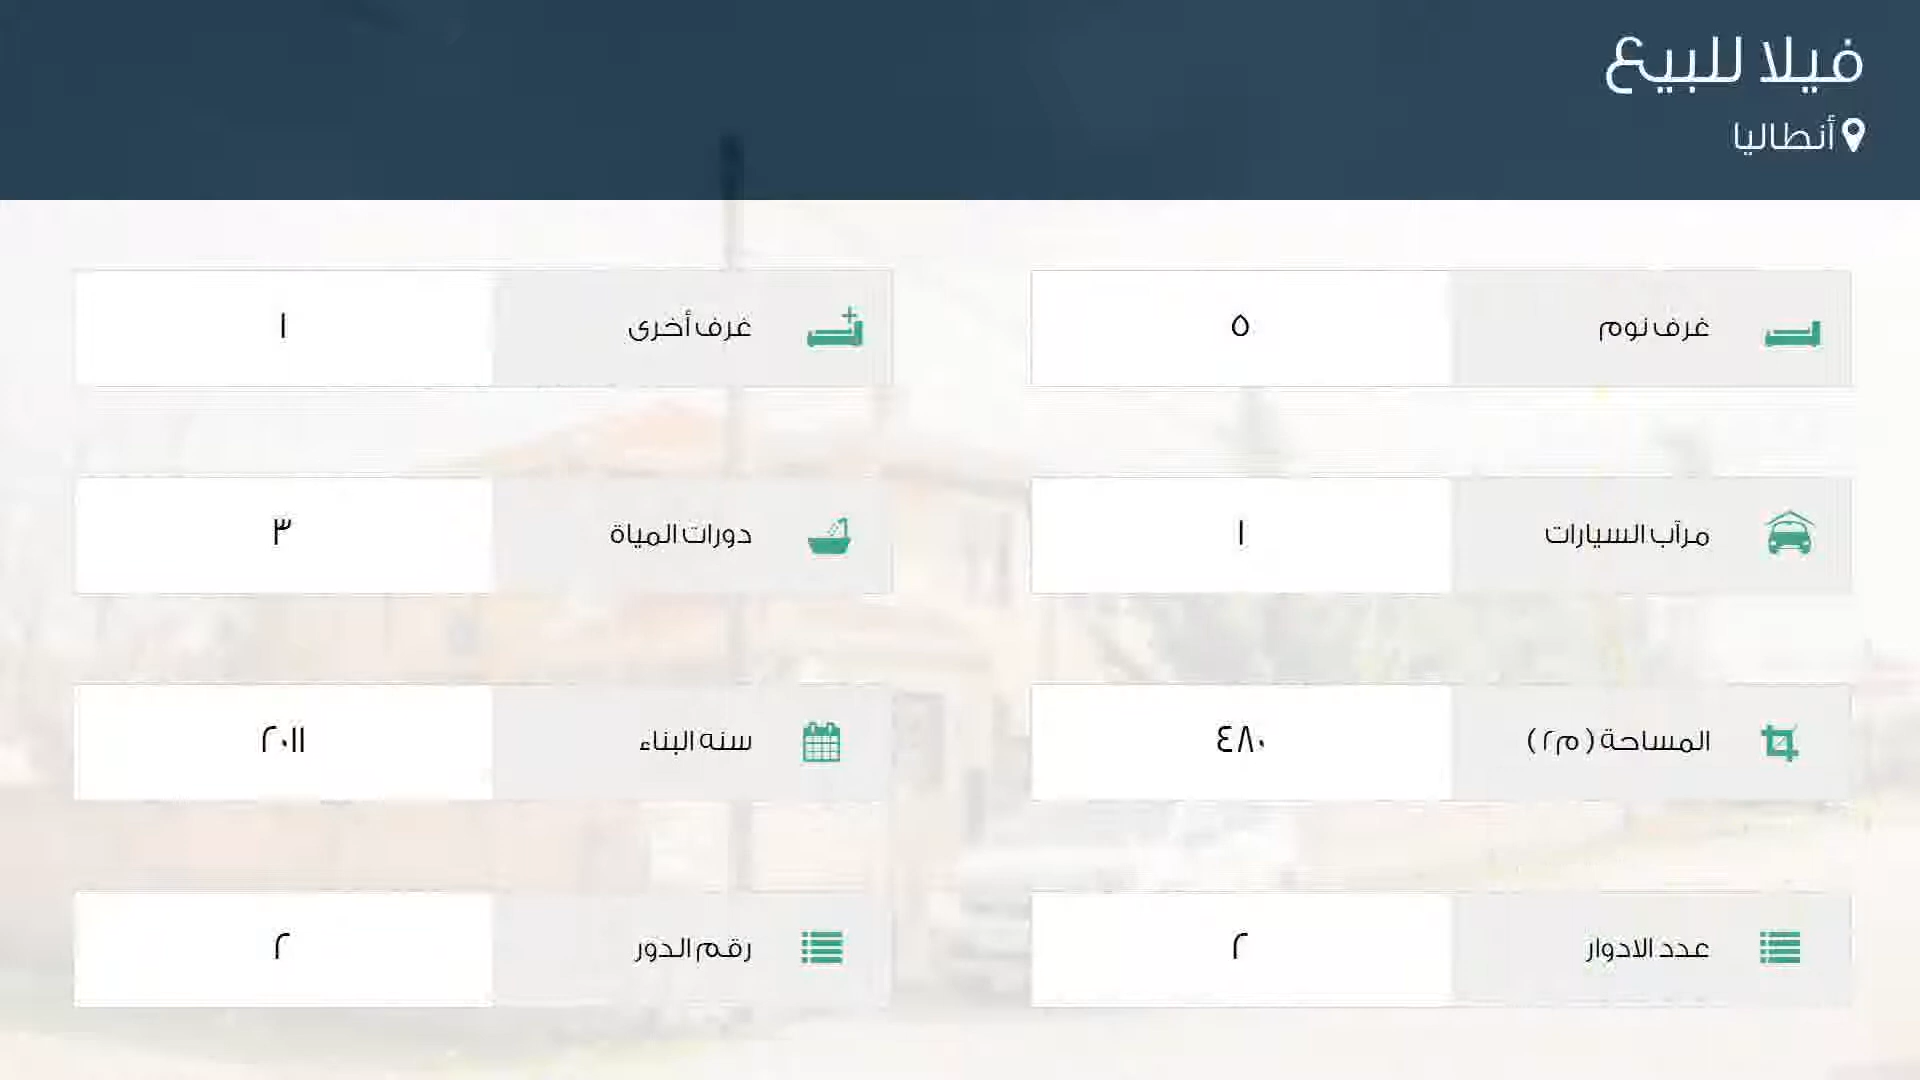 فيلا للبيع
أنطاليا
غرف نوم ٥
غرف أخرى ١
مرآب السيارات ١
دورات المياة ٣
المساحة ( م٢ ) ٤٨٠
سنه البناء ٢٠١١
عدد الادوار ٢
رقم الدور ٢